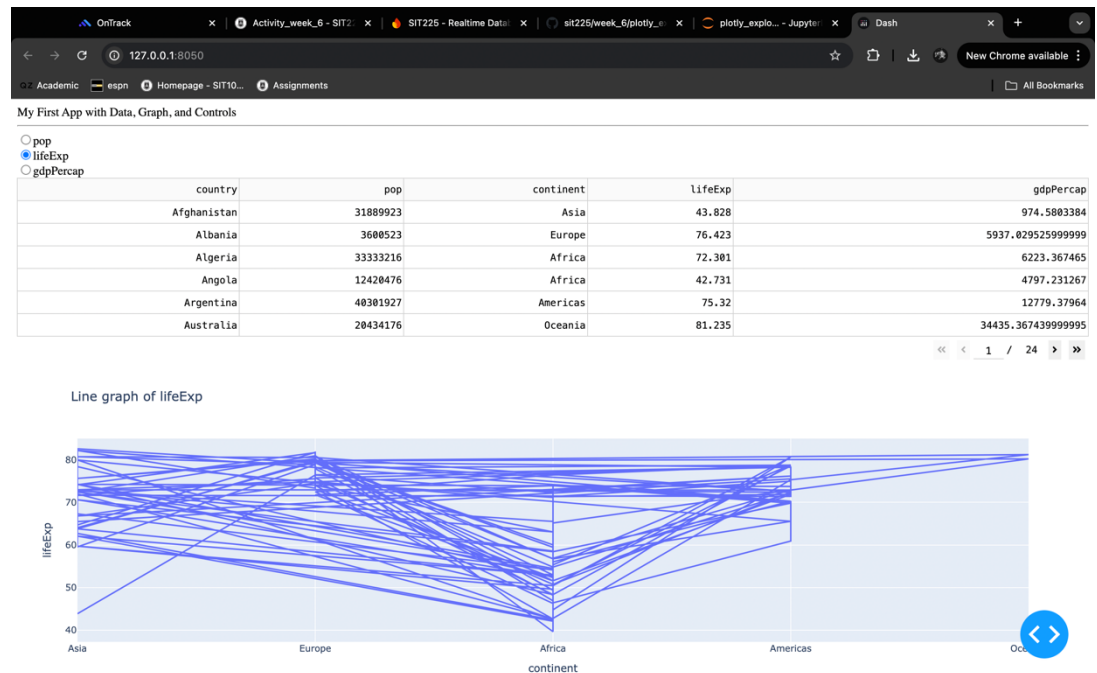 OnTrack
Activity_week_6 - SIT2
SIT225 - Realtime Data
sit225/week_6/plotly_e
plotly_explo... - Jupyter
Dash
127.0.0.1:8050
New Chrome available
Academic
espn
Homepage - SIT10...
Assignments
All Bookmarks
My First App with Data, Graph, and Controls
pop
lifeExp
gdpPercap
country pop continent lifeExp gdpPercap
Afghanistan 31889923 Asia 43.828 974.5803384
Albania 3600523 Europe 76.423 5937.029525999999
Algeria 33333216 Africa 72.301 6223.367465
Angola 12420476 Africa 42.731 4797.231267
Argentina 40301927 Americas 75.32 12779.37964
Australia 20434176 Oceania 81.235 34435.367439999995
1 / 24
Line graph of lifeExp
80
70
60
50
40
lifeExp
Asia Europe Africa Americas
continent